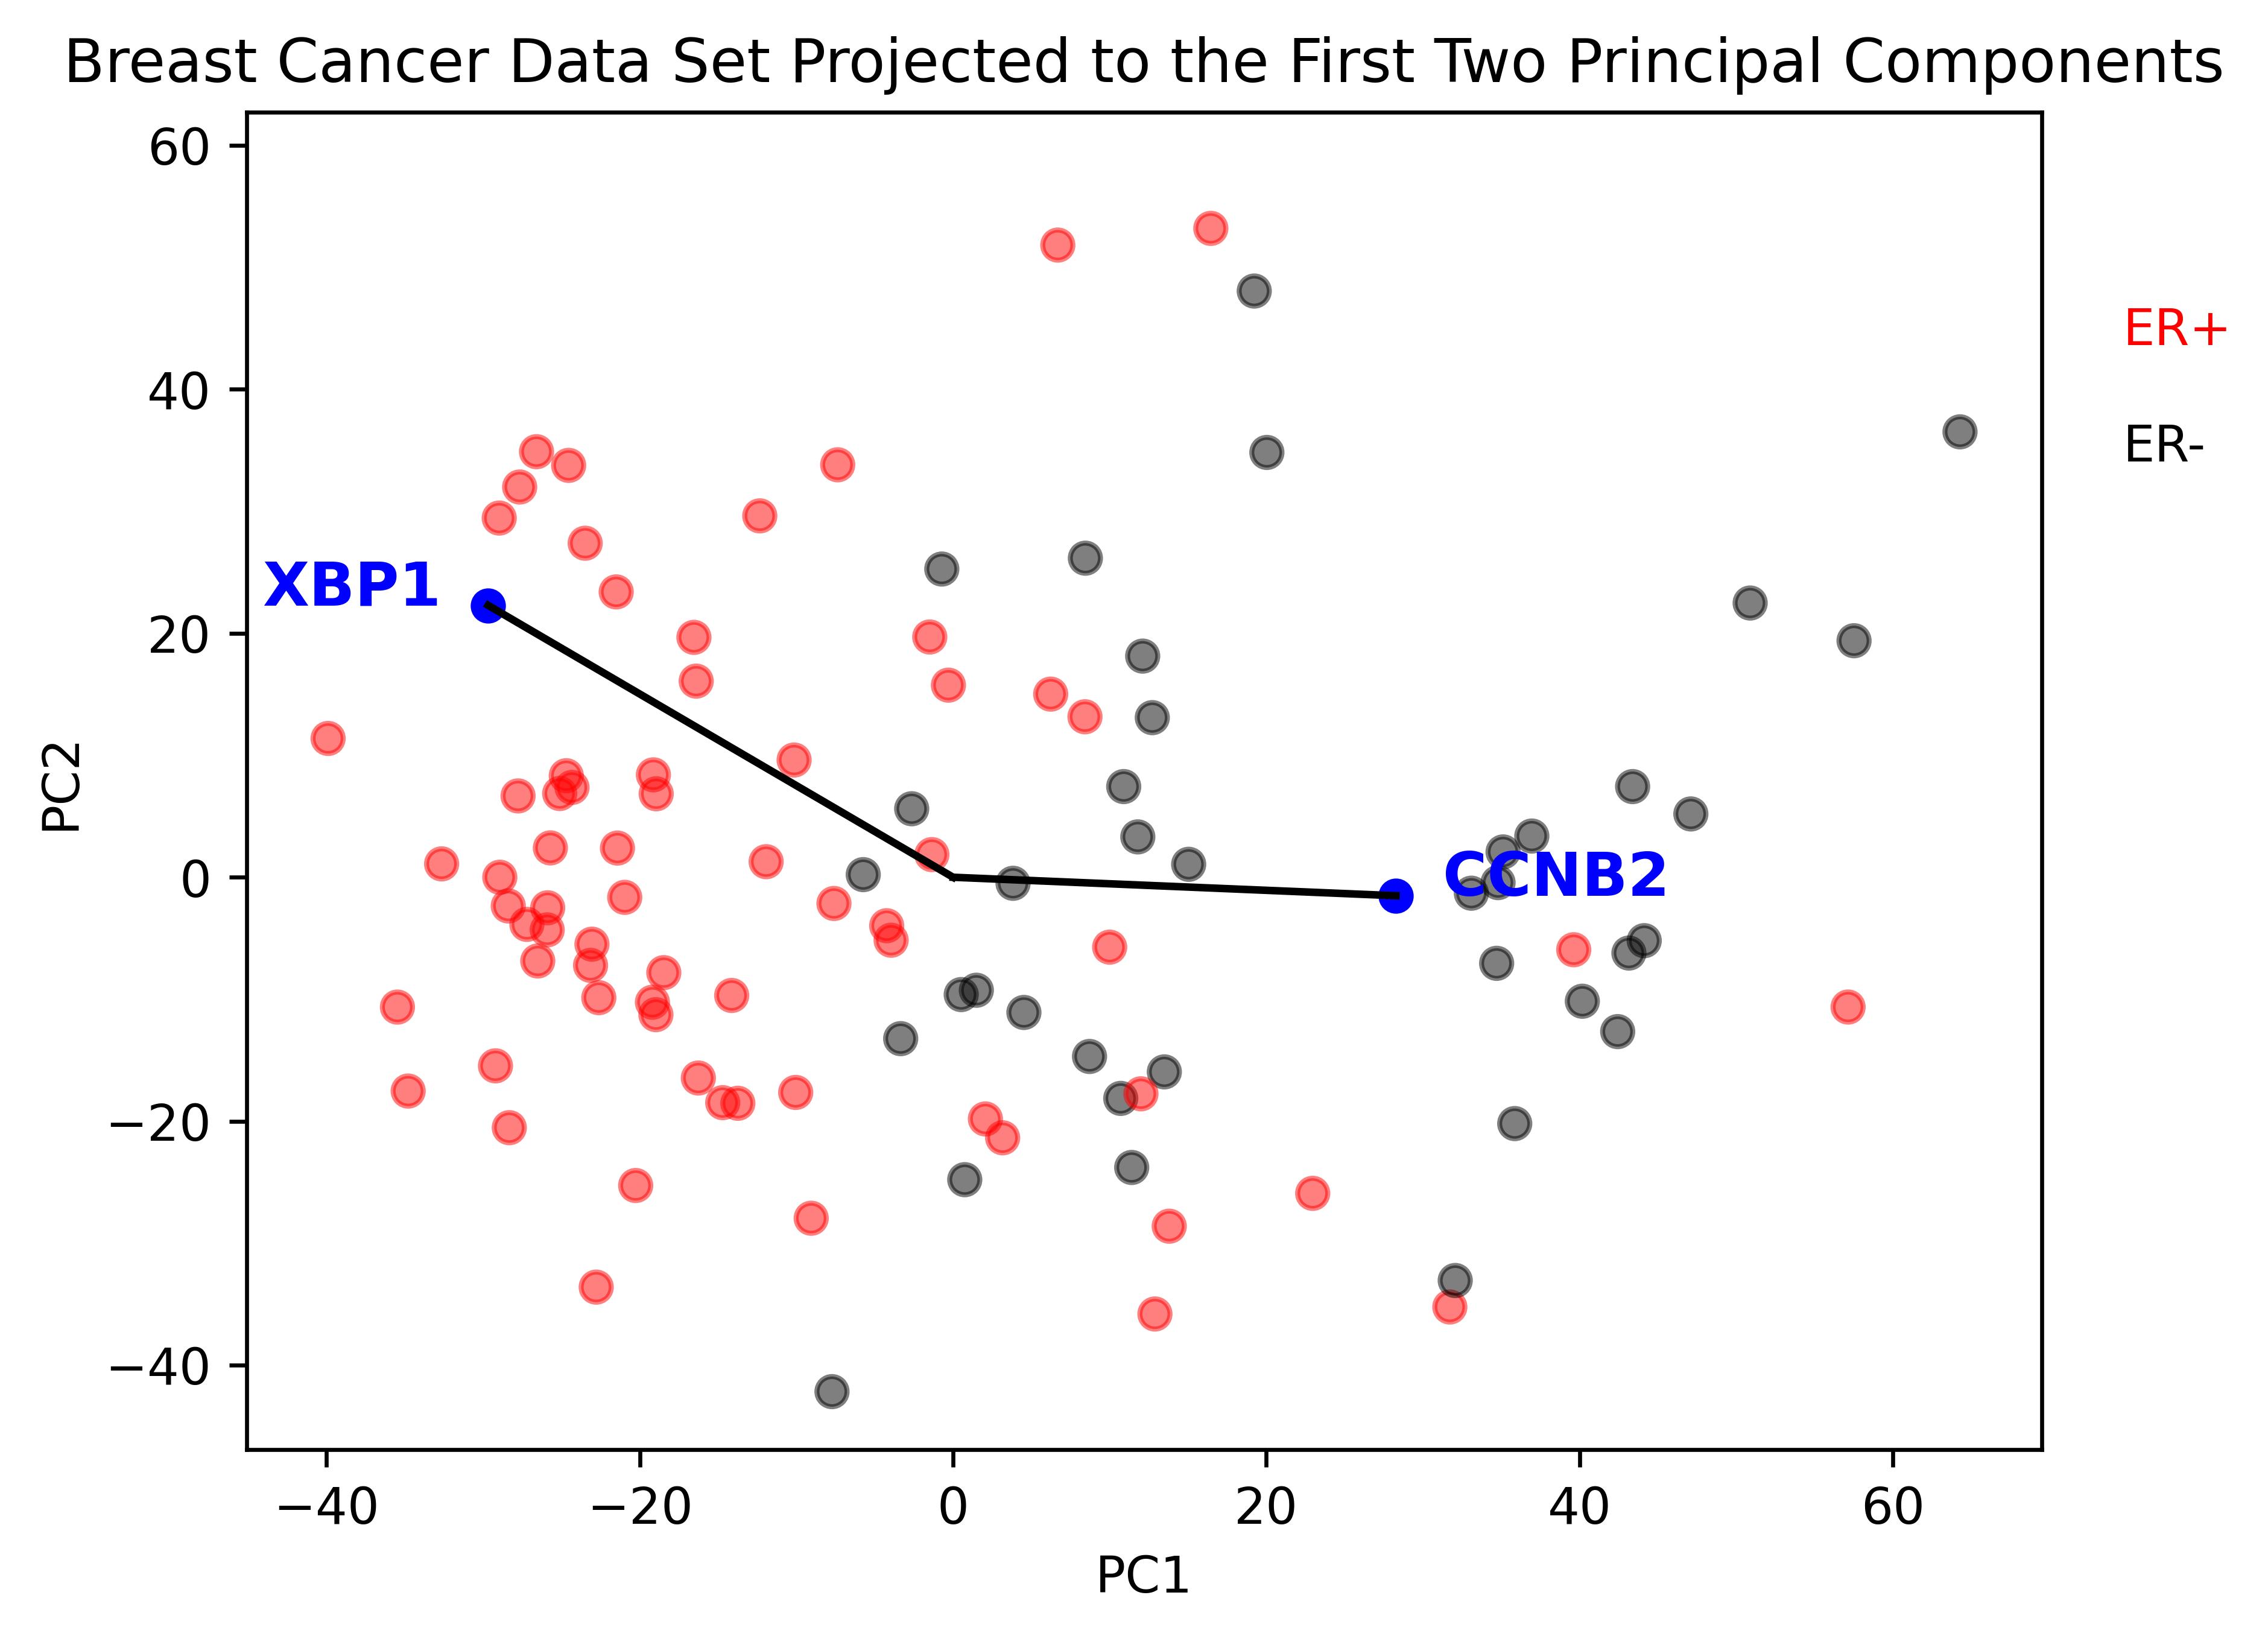 Breast Cancer Data Set Projected to the First Two Principal Components
60
40
20
0
−20
−40
PC2
XBP1
CCNB2
ER+
ER-
−40 −20 0 20 40 60
PC1